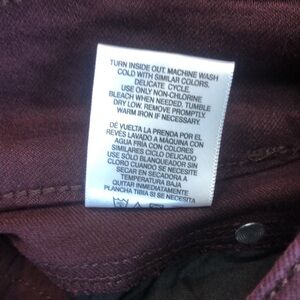 TURN INSIDE OUT. MACHINE WASH
COLD WITH SIMILAR COLORS.
DELICATE CYCLE.
USE ONLY NON-CHLORINE
BLEACH WHEN NEEDED. TUMBLE
DRY LOW. REMOVE PROMPTLY.
WARM IRON IF NECESSARY.
DÉ VUELTA LA PRENDA POR EL
REVÉS LAVADO A MÁQUINA CON
AGUA FRIA CON COLORES
SIMILARES CICLO DELICADO
USE SOLO BLANQUEADOR SIN
CLORO CUANDO SE NECESITE
SECAR EN SECADORA A
TEMPERATURA BAJA
QUITAR INMEDIATAMENTE
PLANCHA TIBIA SI SE NECESITA